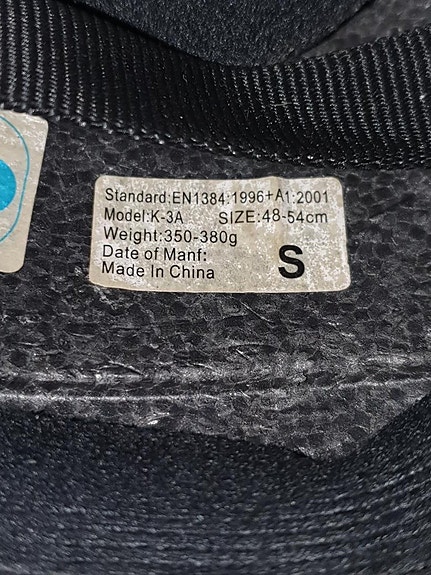 Standard:EN1384:1996+A1:2001
Model:K-3A SIZE:48-54cm
Weight:350-380g
Date of Manf:
Made In China
S